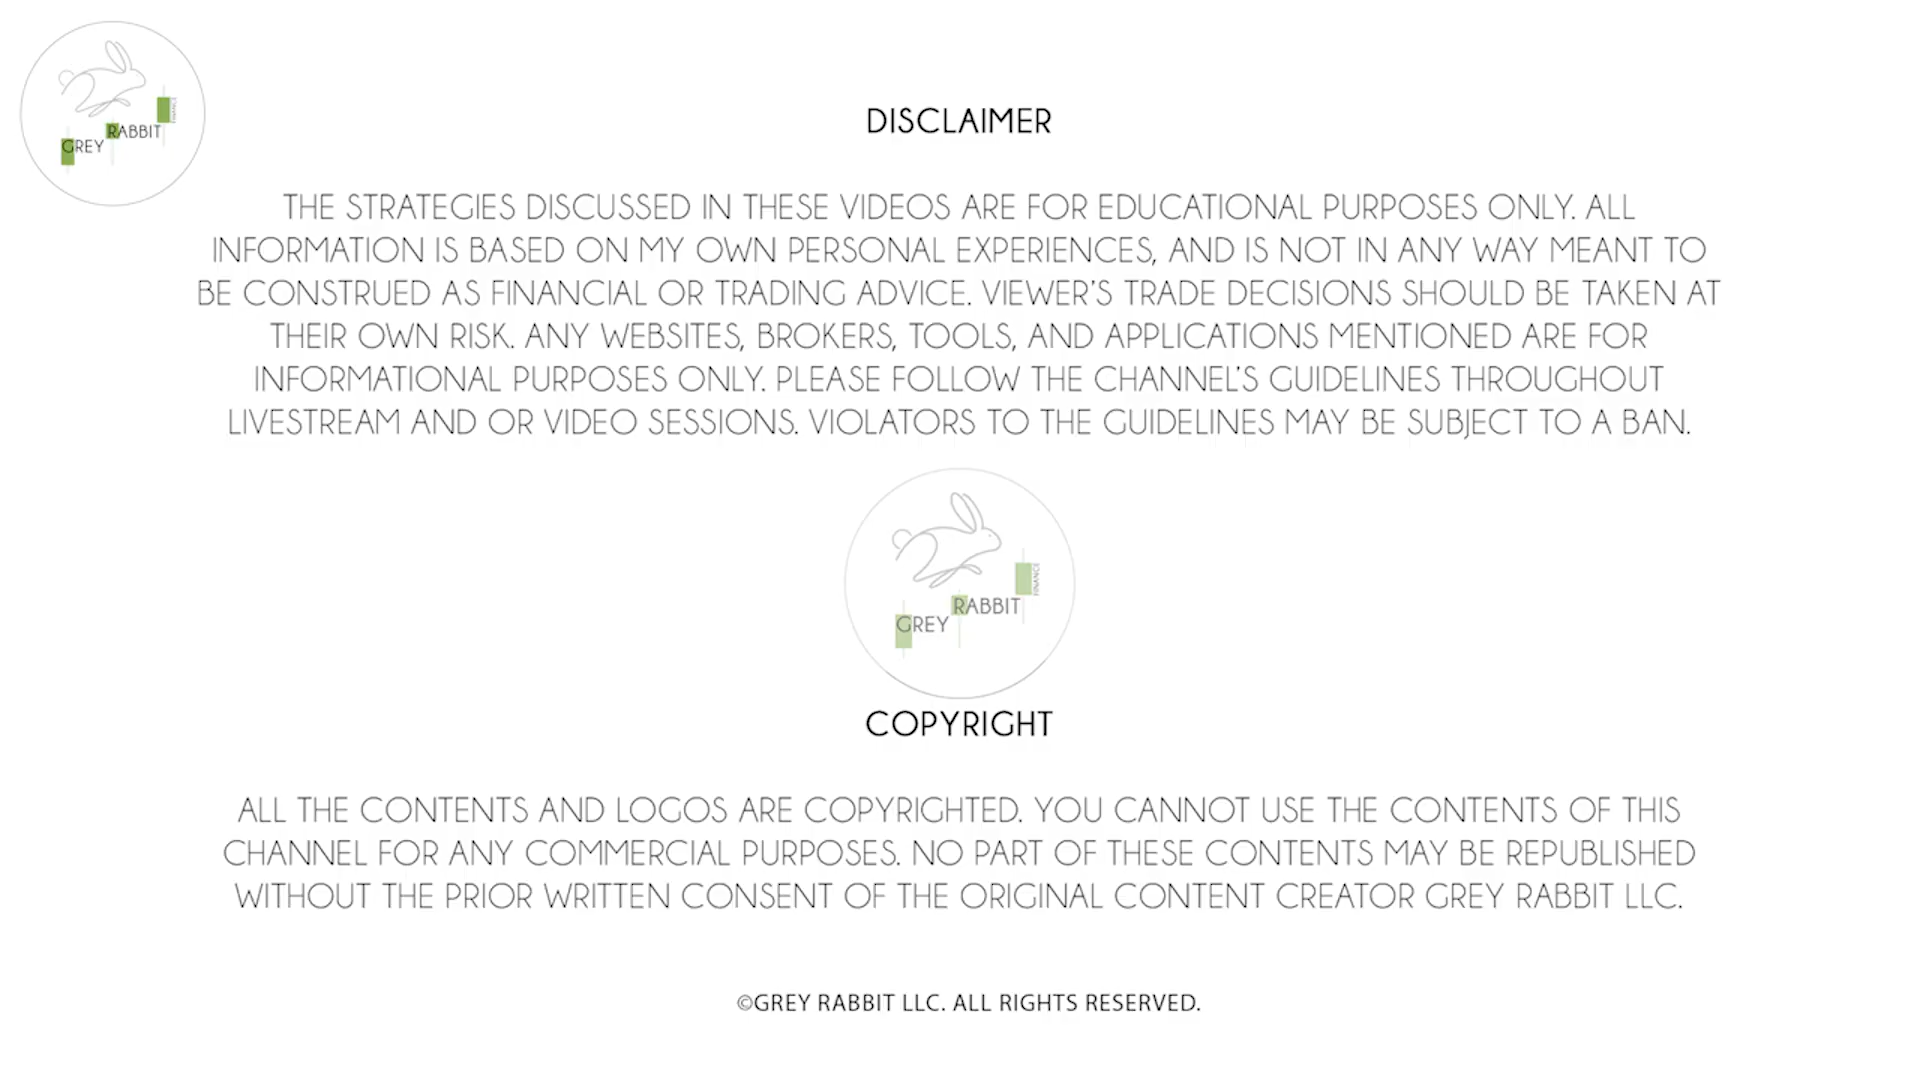 GREY RABBIT FINANCE
DISCLAIMER
THE STRATEGIES DISCUSSED IN THESE VIDEOS ARE FOR EDUCATIONAL PURPOSES ONLY. ALL
INFORMATION IS BASED ON MY OWN PERSONAL EXPERIENCES, AND IS NOT IN ANY WAY MEANT TO
BE CONSTRUED AS FINANCIAL OR TRADING ADVICE. VIEWER'S TRADE DECISIONS SHOULD BE TAKEN AT
THEIR OWN RISK. ANY WEBSITES, BROKERS, TOOLS, AND APPLICATIONS MENTIONED ARE FOR
INFORMATIONAL PURPOSES ONLY. PLEASE FOLLOW THE CHANNEL'S GUIDELINES THROUGHOUT
LIVESTREAM AND OR VIDEO SESSIONS. VIOLATORS TO THE GUIDELINES MAY BE SUBJECT TO A BAN.
GREY RABBIT FINANCE
COPYRIGHT
ALL THE CONTENTS AND LOGOS ARE COPYRIGHTED. YOU CANNOT USE THE CONTENTS OF THIS
CHANNEL FOR ANY COMMERCIAL PURPOSES. NO PART OF THESE CONTENTS MAY BE REPUBLISHED
WITHOUT THE PRIOR WRITTEN CONSENT OF THE ORIGINAL CONTENT CREATOR GREY RABBIT LLC.
©GREY RABBIT LLC. ALL RIGHTS RESERVED.